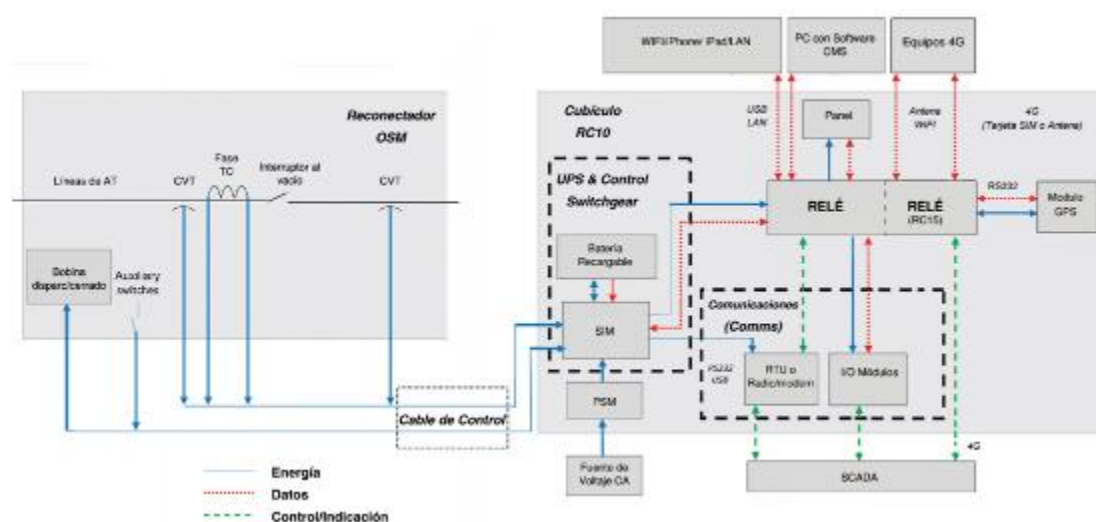 WIFI/Phone/ iPad/LAN
PC con Software
CMS
Equipos 4G
Reconectador
OSM
Cubículo
RC10
USB
LAN
Panel
Antena
WiFi
4G
(Tarjeta SIM o Antena)
Líneas de AT
CVT
Fase
TC
Interruptor al
vacío
CVT
UPS & Control
Switchgear
RELÉ
RELÉ
(RC15)
RS232
Modulo
GPS
Bobina
disparo/cerrado
Auxiliary
switches
Batería
Recargable
SIM
Comunicaciones
(Comms)
RS232
USB
RTU o
Radio/modem
I/O Módulos
PSM
Cable de Control
4G
Fuente de
Voltaje CA
SCADA
Energía
Datos
Control/Indicación